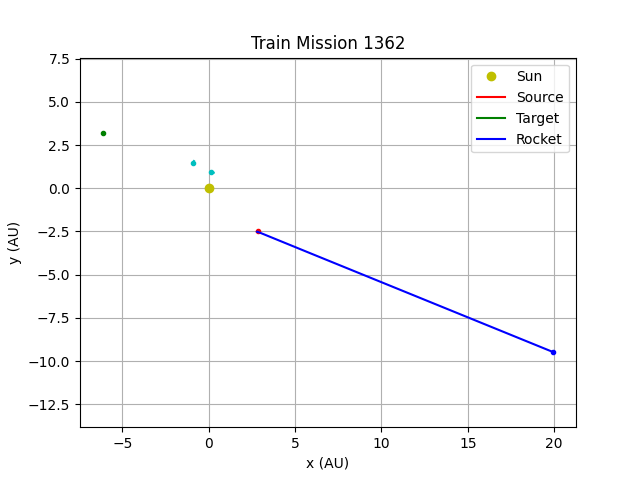 Train Mission 1362
7.5
5.0
2.5
0.0
−2.5
−5.0
−7.5
−10.0
−12.5
y (AU)
Sun
Source
Target
Rocket
−5
0
5
10
15
20
x (AU)